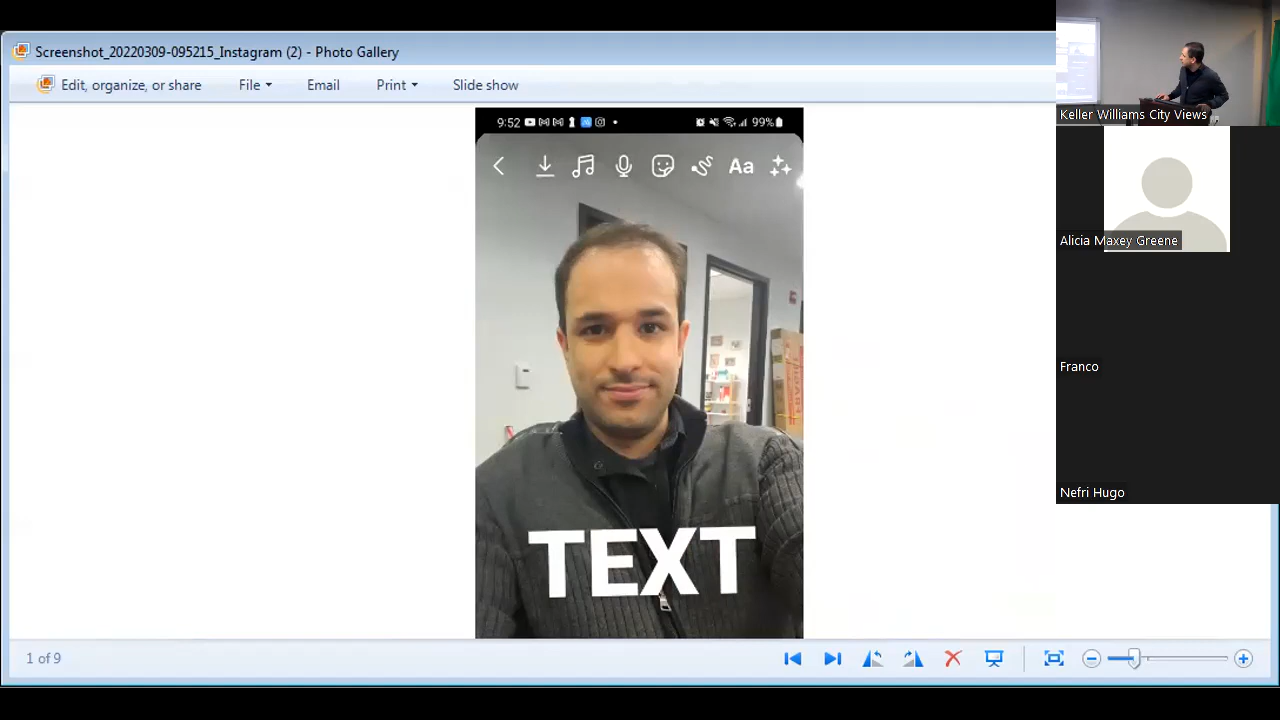 Screenshot_20220309-095215_Instagram (2) - Photo Gallery
Edit, organize, or share File Email Print Slide show
9:52 99%
Aa
TEXT
1 of 9
Keller Williams City Views
Alicia Maxey Greene
Franco
Nefri Hugo